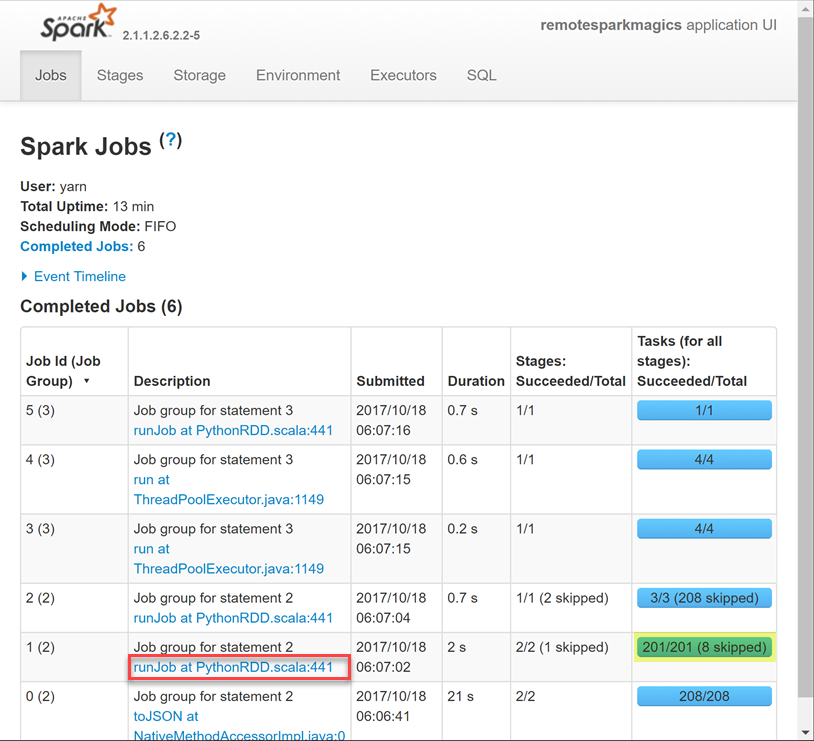 APACHE
Spark
2.1.1.2.6.2.2-5
remotesparkmagics application UI
Jobs
Stages
Storage
Environment
Executors
SQL
Spark Jobs (?)
User: yarn
Total Uptime: 13 min
Scheduling Mode: FIFO
Completed Jobs: 6
Event Timeline
Completed Jobs (6)
Job Id (Job Group) ▾
Description
Submitted
Duration
Stages: Succeeded/Total
Tasks (for all stages): Succeeded/Total
5 (3)
Job group for statement 3
runJob at PythonRDD.scala:441
2017/10/18
06:07:16
0.7 s
1/1
1/1
4 (3)
Job group for statement 3
run at
ThreadPoolExecutor.java:1149
2017/10/18
06:07:15
0.6 s
1/1
4/4
3 (3)
Job group for statement 3
run at
ThreadPoolExecutor.java:1149
2017/10/18
06:07:15
0.2 s
1/1
4/4
2 (2)
Job group for statement 2
runJob at PythonRDD.scala:441
2017/10/18
06:07:04
0.7 s
1/1 (2 skipped)
3/3 (208 skipped)
1 (2)
Job group for statement 2
runJob at PythonRDD.scala:441
2017/10/18
06:07:02
2 s
2/2 (1 skipped)
201/201 (8 skipped)
0 (2)
Job group for statement 2
toJSON at
NativeMethodAccessorImpl.java:0
2017/10/18
06:06:41
21 s
2/2
208/208